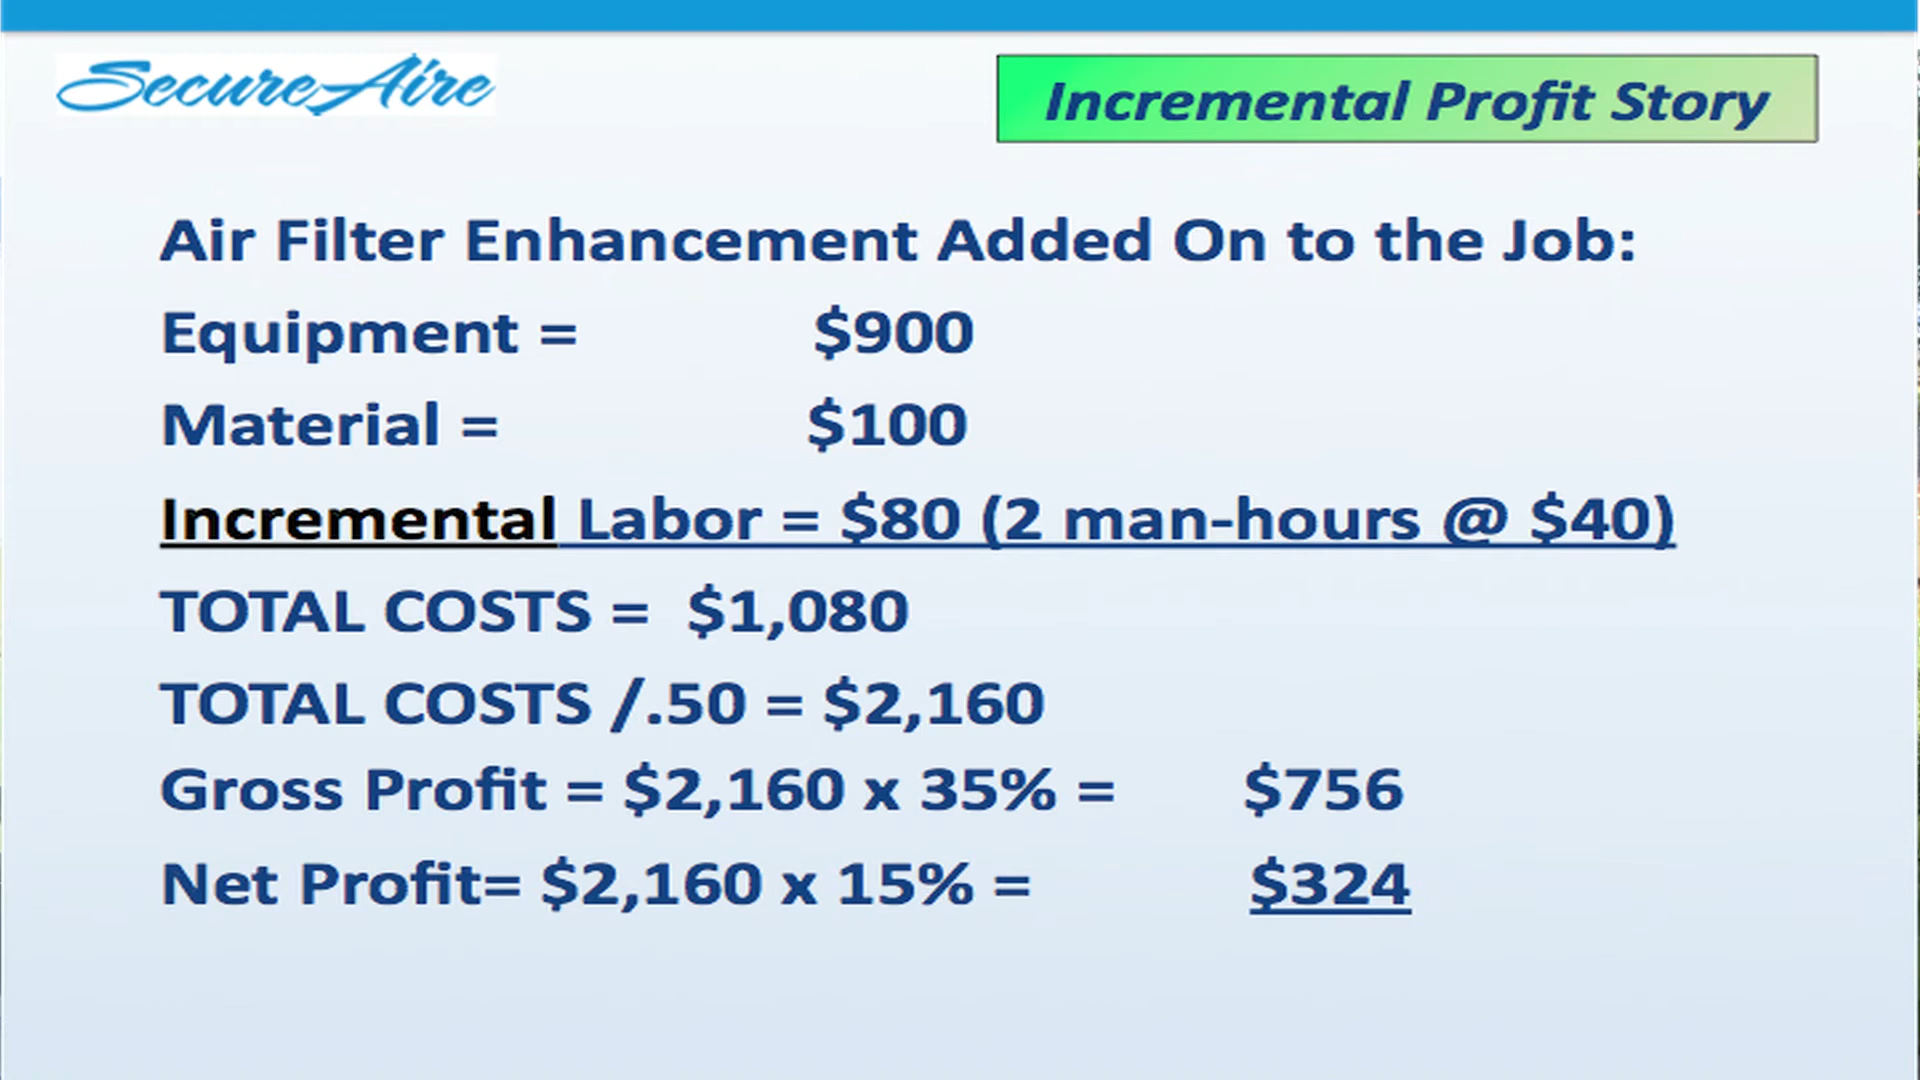 SecureAire
Incremental Profit Story
Air Filter Enhancement Added On to the Job:
Equipment = $900
Material = $100
Incremental Labor = $80 (2 man-hours @ $40)
TOTAL COSTS = $1,080
TOTAL COSTS /.50 = $2,160
Gross Profit = $2,160 x 35% = $756
Net Profit= $2,160 x 15% = $324